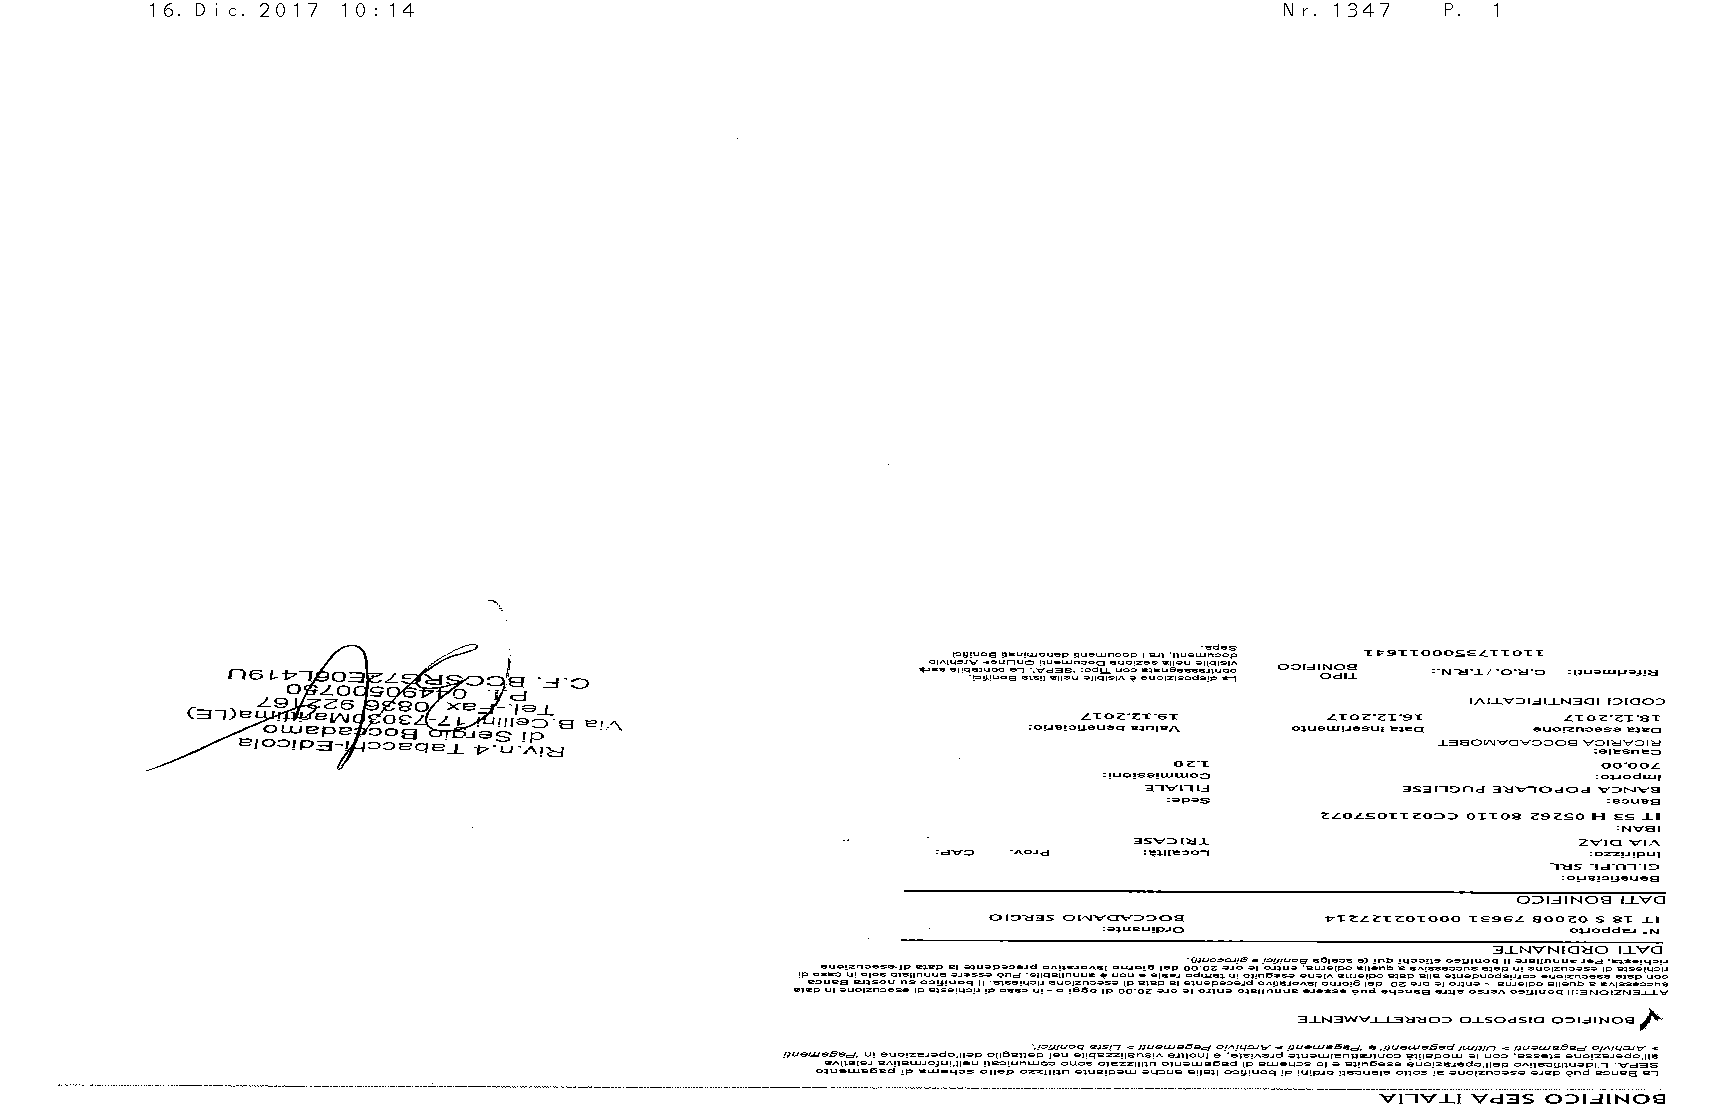 16. Dic. 2017 10:14
Nr. 1347 P. 1
BONIFICO SEPA ITALIA
La Banca può dare esecuzione ai sotto elencati ordini di bonifico Italia anche mediante utilizzo dello schema di pagamento
SEPA. L'identificativo dell'operazione eseguita e lo schema di pagamento utilizzato sono comunicati nell'informativa relativa
all'operazione stessa, con le modalità contrattualmente previste, e inoltre visualizzabile nel dettaglio dell'operazione in 'Pagamenti
> Archivio Pagamenti > Ultimi pagamenti' e 'Pagamenti > Archivio Pagamenti > Lista bonifici'.
BONIFICO DISPOSTO CORRETTAMENTE
ATTENZIONE: Il bonifico verso altre Banche può essere annullato entro le ore 20.00 di oggi o - in caso di richiesta di esecuzione in data
successiva a quella odierna - entro le ore 20 del giorno lavorativo precedente la data di esecuzione richiesta. Il bonifico su nostra Banca
con data esecuzione corrispondente alla data odierna viene eseguito in tempo reale e non è annullabile. Può essere annullato solo in caso di
richiesta di esecuzione in data successiva a quella odierna, entro le ore 20.00 del giorno lavorativo precedente la data di esecuzione
richiesta. Per annullare il bonifico clicchi qui (e scelga Bonifici e giroconti).
DATI ORDINANTE
N° rapporto Ordinante:
IT 18 S 02008 79651 000102127214 BOCCADAMO SERGIO
DATI BONIFICO
Beneficiario:
GI.LU.PI. SRL
Indirizzo: Località: Prov. CAP:
VIA DIAZ TRICASE
IBAN:
IT 53 H 05262 80110 CC0211057072
Banca: Sede:
BANCA POPOLARE PUGLIESE FILIALE
Importo: Commissioni:
700.00 1.20
Causale:
RICARICA BOCCADAMOBET
Data esecuzione Data inserimento Valuta beneficiario:
18.12.2017 16.12.2017 19.12.2017
CODICI IDENTIFICATIVI
Riferimenti: C.R.O./T.R.N.: TIPO BONIFICO
1101173500011641
La disposizione è visibile nella lista Bonifici,
contrassegnata con Tipo: "SEPA". La contabile sarà
visibile nella sezione Documenti OnLine> Archivio
documenti, tra i documenti denominati Bonifici
Sepa.
Riv.n.4 Tabacchi-Edicola
di Sergio Boccadamo
Via B.Cellini,17-73030Marittima(LE)
Tel.-Fax 0836 922167
P.I. 04490500750
C.F. BCCSRG72E06L419U